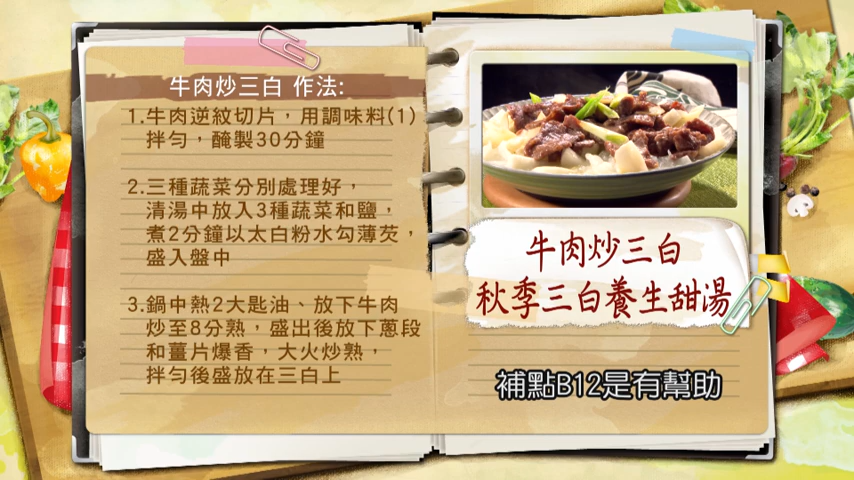 牛肉炒三白 作法:
1.牛肉逆紋切片，用調味料(1)
拌勻，醃製30分鐘
2.三種蔬菜分別處理好，
清湯中放入3種蔬菜和鹽，
煮2分鐘以太白粉水勾薄芡，
盛入盤中
3.鍋中熱2大匙油、放下牛肉
炒至8分熟，盛出後放下蔥段
和薑片爆香，大火炒熟，
拌勻後盛放在三白上
牛肉炒三白
秋季三白養生甜湯
補點B12是有幫助